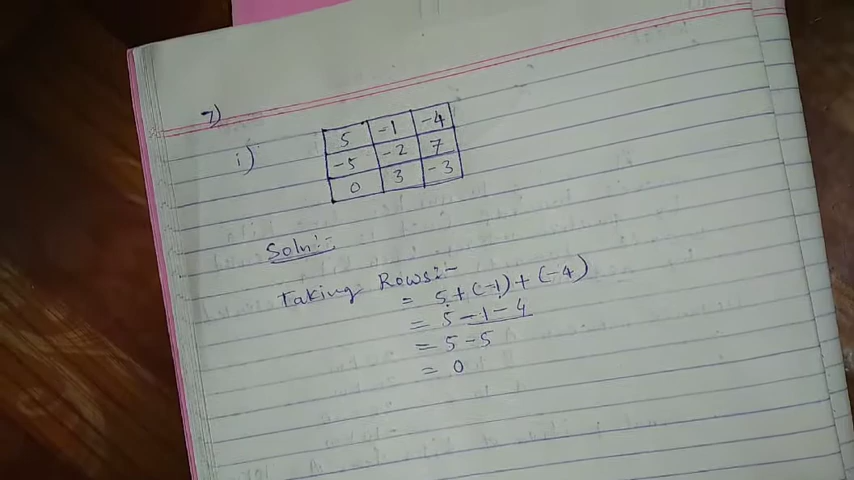 7)
i)
5 -1 -4
-5 -2 7
0 3 -3
Soln:-
Taking Rows:-
= 5+(-1)+(-4)
= 5-1-4
= 5-5
= 0